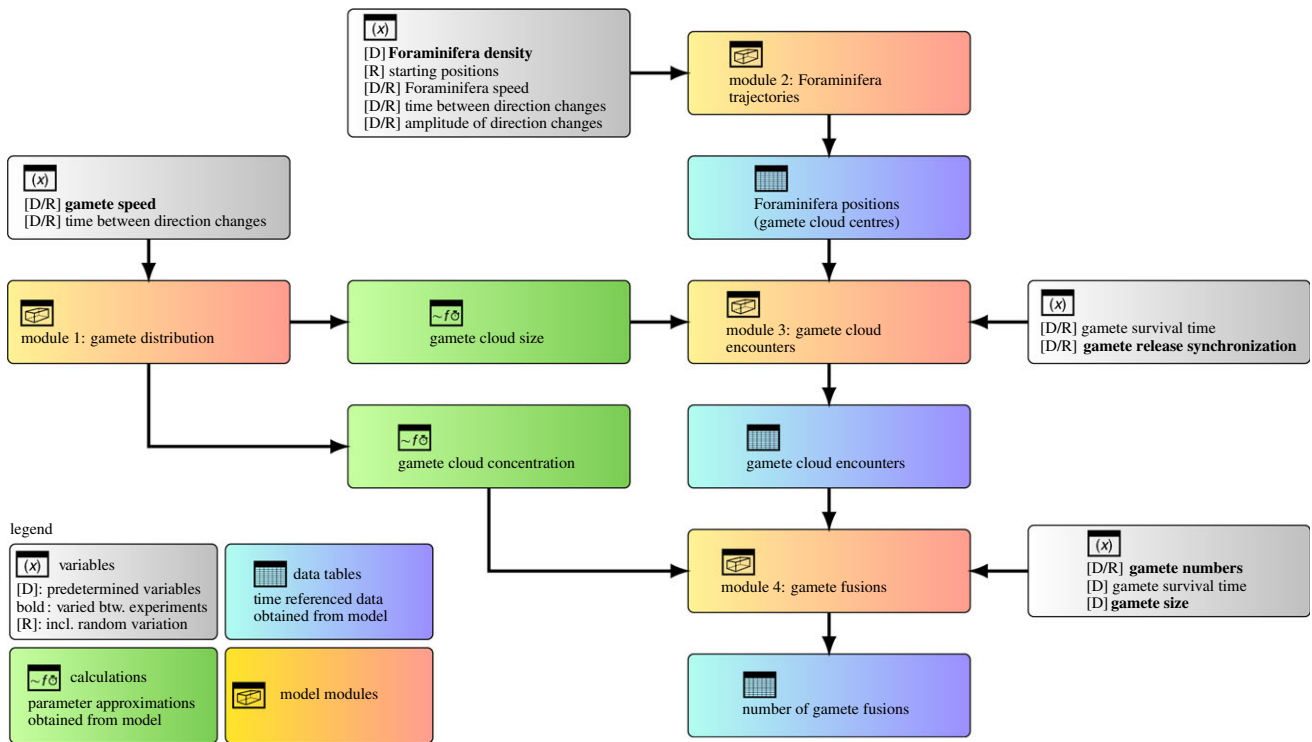 (x)
[D] Foraminifera density
[R] starting positions
[D/R] Foraminifera speed
[D/R] time between direction changes
[D/R] amplitude of direction changes
module 2: Foraminifera
trajectories
(x)
[D/R] gamete speed
[D/R] time between direction changes
Foraminifera positions
(gamete cloud centres)
module 1: gamete distribution
~f
gamete cloud size
module 3: gamete cloud
encounters
(x)
[D/R] gamete survival time
[D/R] gamete release synchronization
~f
gamete cloud concentration
gamete cloud encounters
module 4: gamete fusions
(x)
[D/R] gamete numbers
[D] gamete survival time
[D] gamete size
number of gamete fusions
legend
(x) variables
[D]: predetermined variables
bold : varied btw. experiments
[R]: incl. random variation
data tables
time referenced data
obtained from model
~f calculations
parameter approximations
obtained from model
model modules